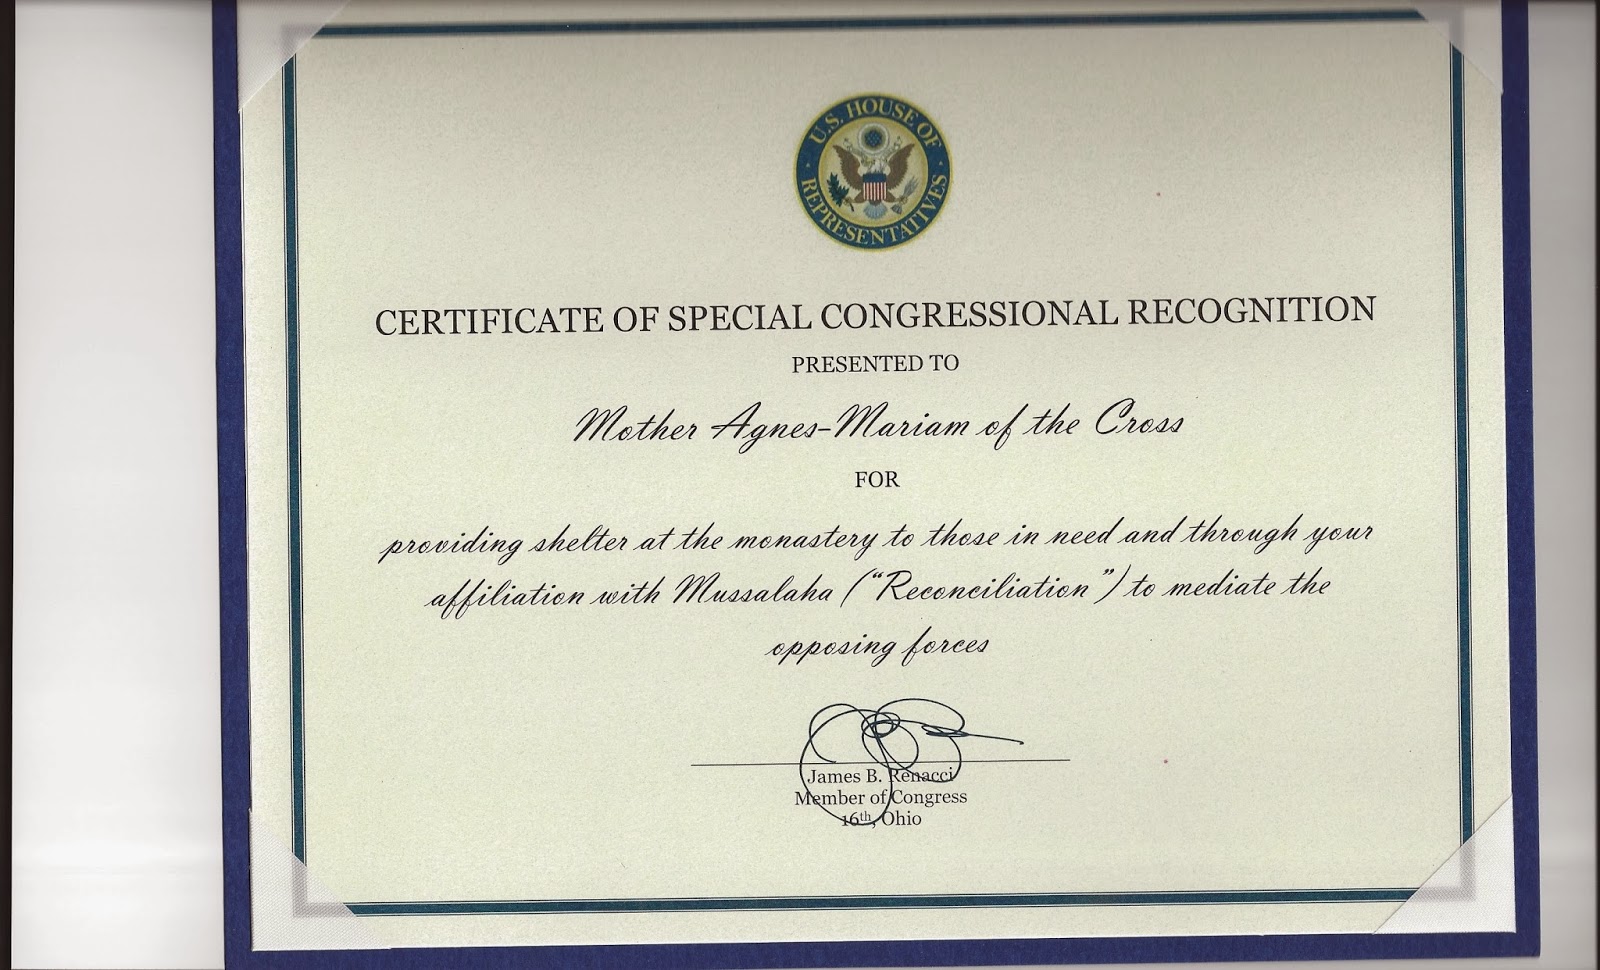 U.S. HOUSE OF
REPRESENTATIVES
CERTIFICATE OF SPECIAL CONGRESSIONAL RECOGNITION
PRESENTED TO
Mother Agnes-Mariam of the Cross
FOR
providing shelter at the monastery to those in need and through your
affiliation with Mussalaha ("Reconciliation") to mediate the
opposing forces
James B. Renacci
Member of Congress
16th, Ohio